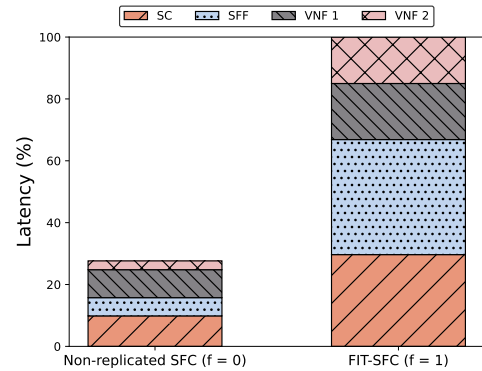 SC SFF VNF 1 VNF 2
100
80
60
40
20
0
Latency (%)
Non-replicated SFC (f = 0) FIT-SFC (f = 1)